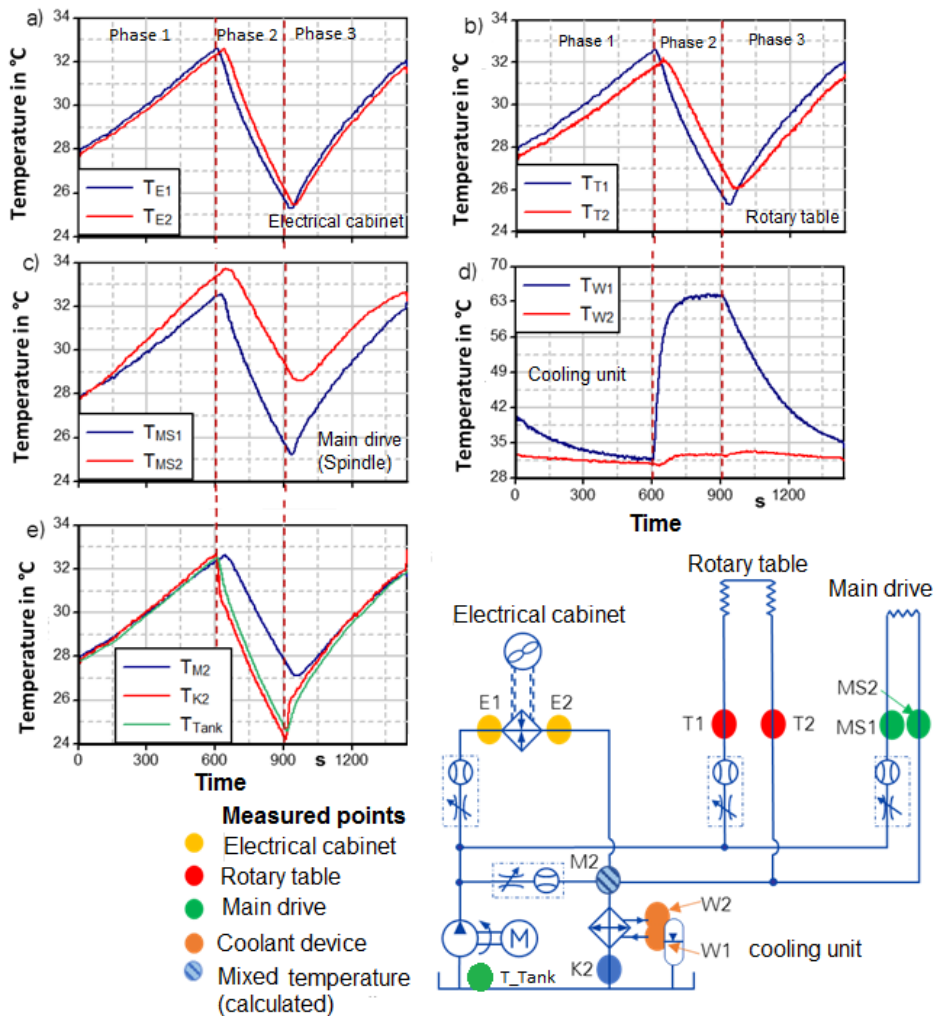 a)
Phase 1 Phase 2 Phase 3
Temperature in °C
34
32
30
28
26
24
T_E1
T_E2
Electrical cabinet
b)
Phase 1 Phase 2 Phase 3
Temperature in °C
34
32
30
28
26
24
T_T1
T_T2
Rotary table
c)
Temperature in °C
34
32
30
28
26
24
T_MS1
T_MS2
Main dirve
(Spindle)
d)
Temperature in °C
70
63
56
49
42
35
28
T_W1
T_W2
Cooling unit
0 300 600 900 s 1200
Time
e)
Temperature in °C
34
32
30
28
26
24
T_M2
T_K2
T_Tank
0 300 600 900 s 1200
Time
Measured points
Electrical cabinet
Rotary table
Main drive
Coolant device
Mixed temperature
(calculated)
Rotary table
Main drive
Electrical cabinet
E1 E2
T1 T2
MS2
MS1
M2
W2
W1
cooling unit
K2
M
T_Tank